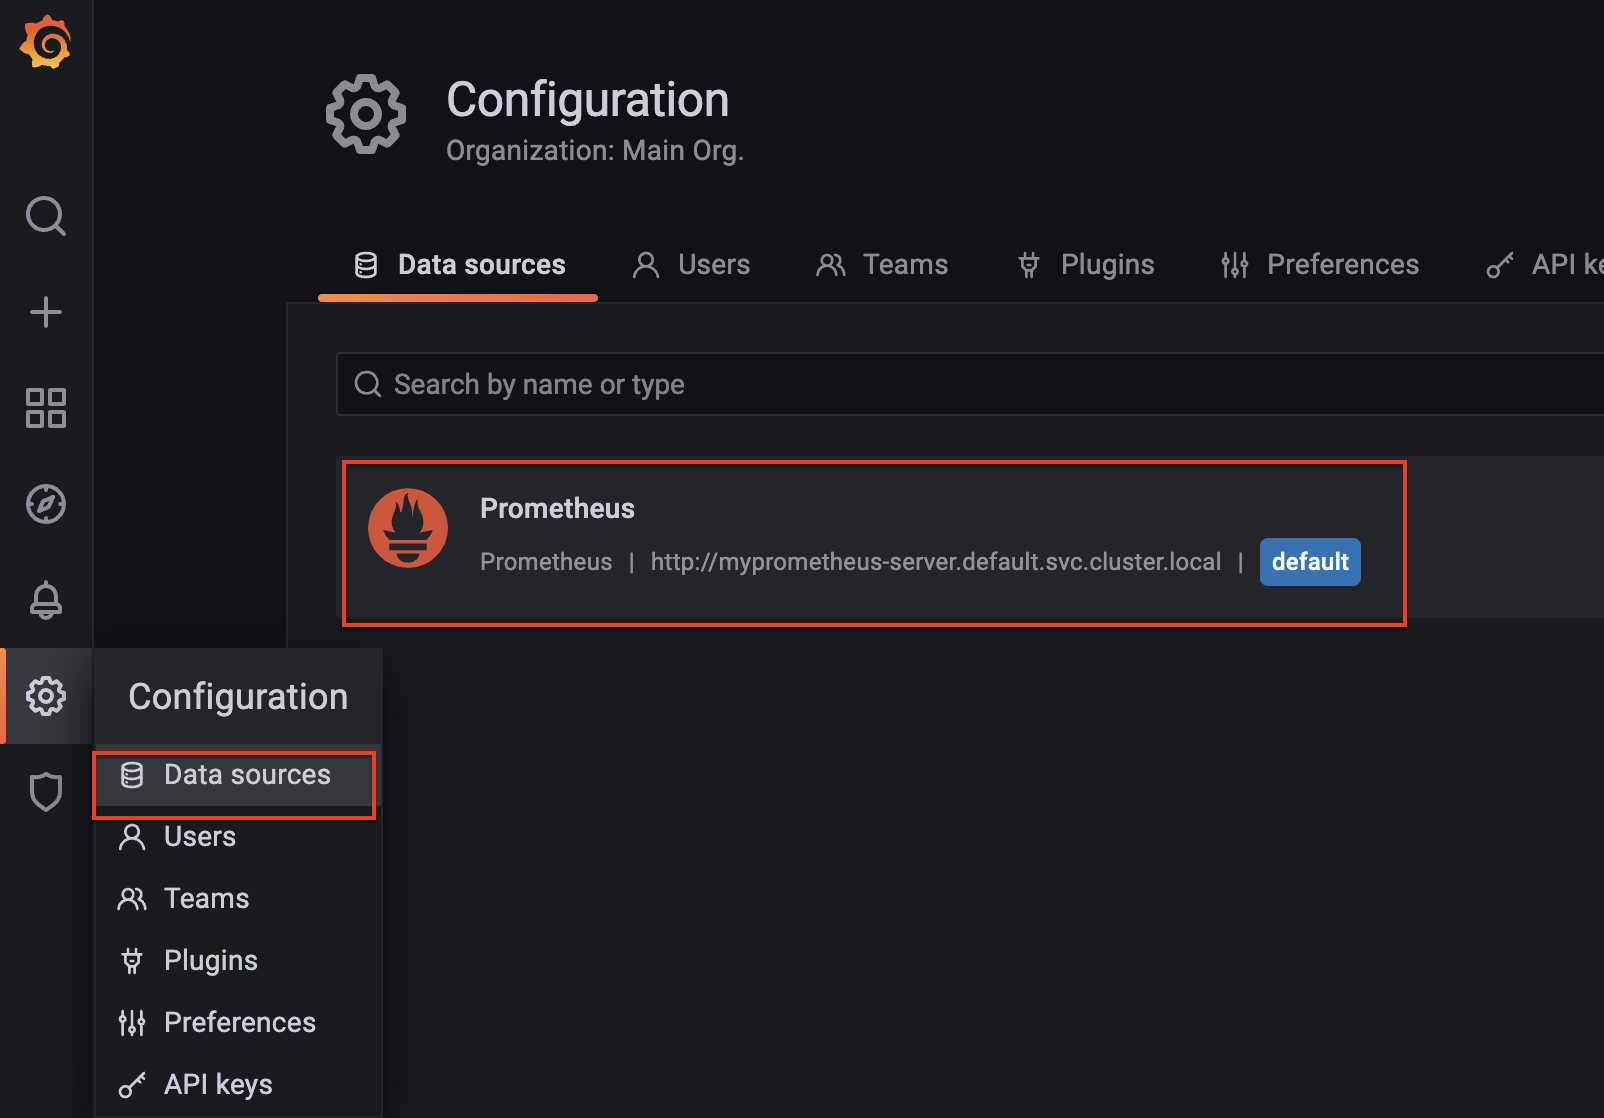 Configuration
Organization: Main Org.
Data sources Users Teams Plugins Preferences API ke
Search by name or type
Prometheus
Prometheus | http://myprometheus-server.default.svc.cluster.local | default
Configuration
Data sources
Users
Teams
Plugins
Preferences
API keys